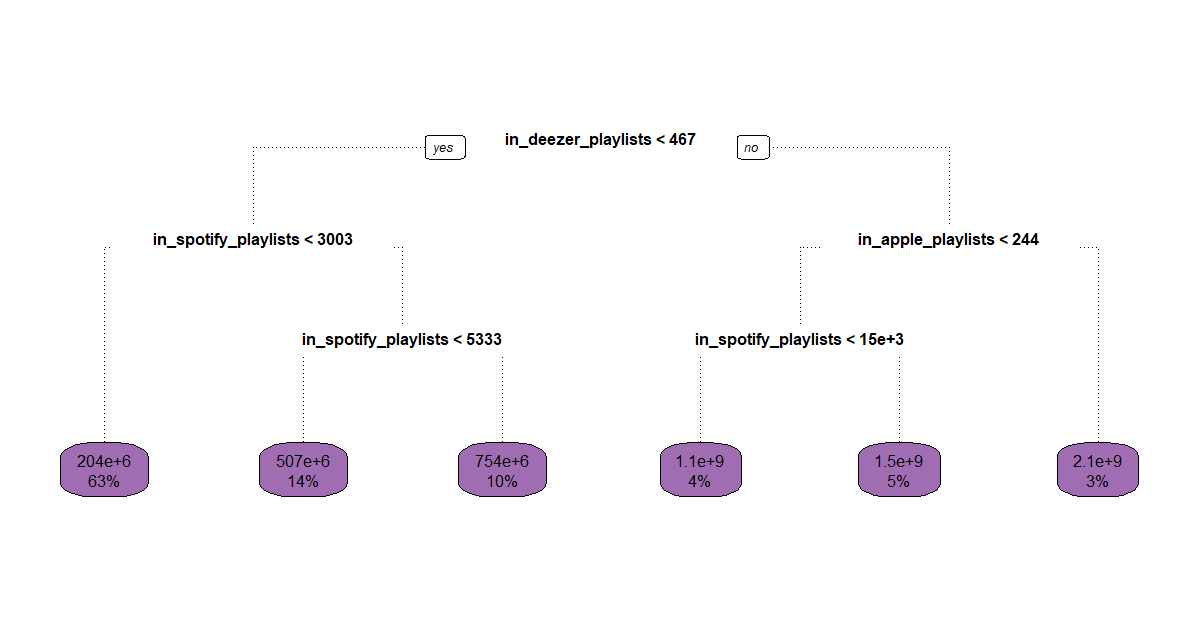 in_deezer_playlists < 467
yes
no
in_spotify_playlists < 3003
in_apple_playlists < 244
in_spotify_playlists < 5333
in_spotify_playlists < 15e+3
204e+6
63%
507e+6
14%
754e+6
10%
1.1e+9
4%
1.5e+9
5%
2.1e+9
3%